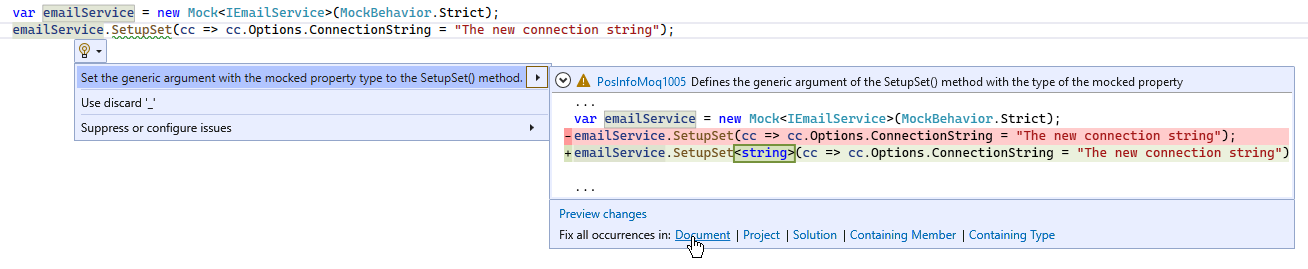 var emailService = new Mock<IEmailService>(MockBehavior.Strict);
emailService.SetupSet(cc => cc.Options.ConnectionString = "The new connection string");
Set the generic argument with the mocked property type to the SetupSet() method.
Use discard '_'
Suppress or configure issues
PosInfoMoq1005 Defines the generic argument of the SetupSet() method with the type of the mocked property
...
var emailService = new Mock<IEmailService>(MockBehavior.Strict);
-emailService.SetupSet(cc => cc.Options.ConnectionString = "The new connection string");
+emailService.SetupSet<string>(cc => cc.Options.ConnectionString = "The new connection string")
...
Preview changes
Fix all occurrences in: Document | Project | Solution | Containing Member | Containing Type